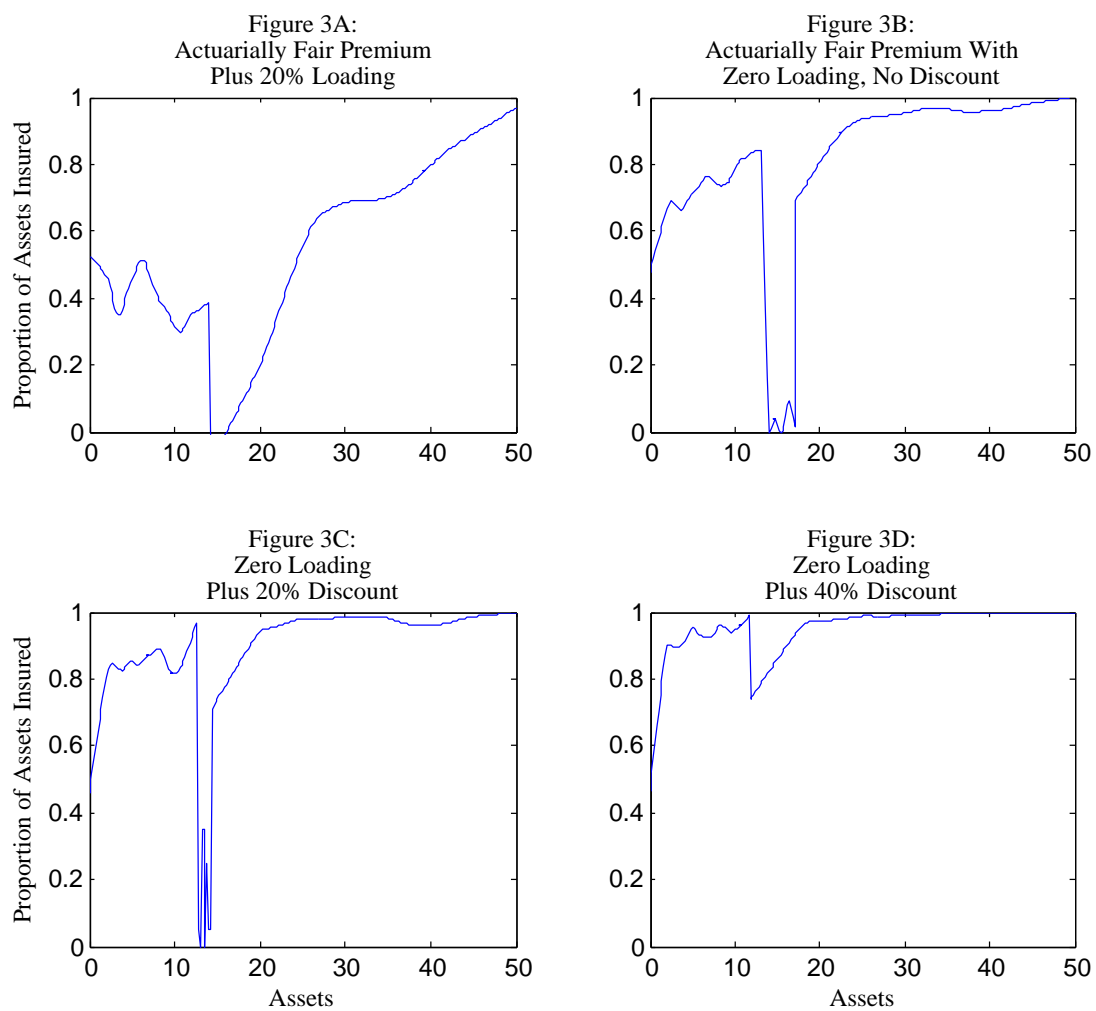 Figure 3A:
Actuarially Fair Premium
Plus 20% Loading
Proportion of Assets Insured
1
0.8
0.6
0.4
0.2
0
0 10 20 30 40 50
Figure 3B:
Actuarially Fair Premium With
Zero Loading, No Discount
1
0.8
0.6
0.4
0.2
0
0 10 20 30 40 50
Figure 3C:
Zero Loading
Plus 20% Discount
Proportion of Assets Insured
1
0.8
0.6
0.4
0.2
0
0 10 20 30 40 50
Assets
Figure 3D:
Zero Loading
Plus 40% Discount
1
0.8
0.6
0.4
0.2
0
0 10 20 30 40 50
Assets